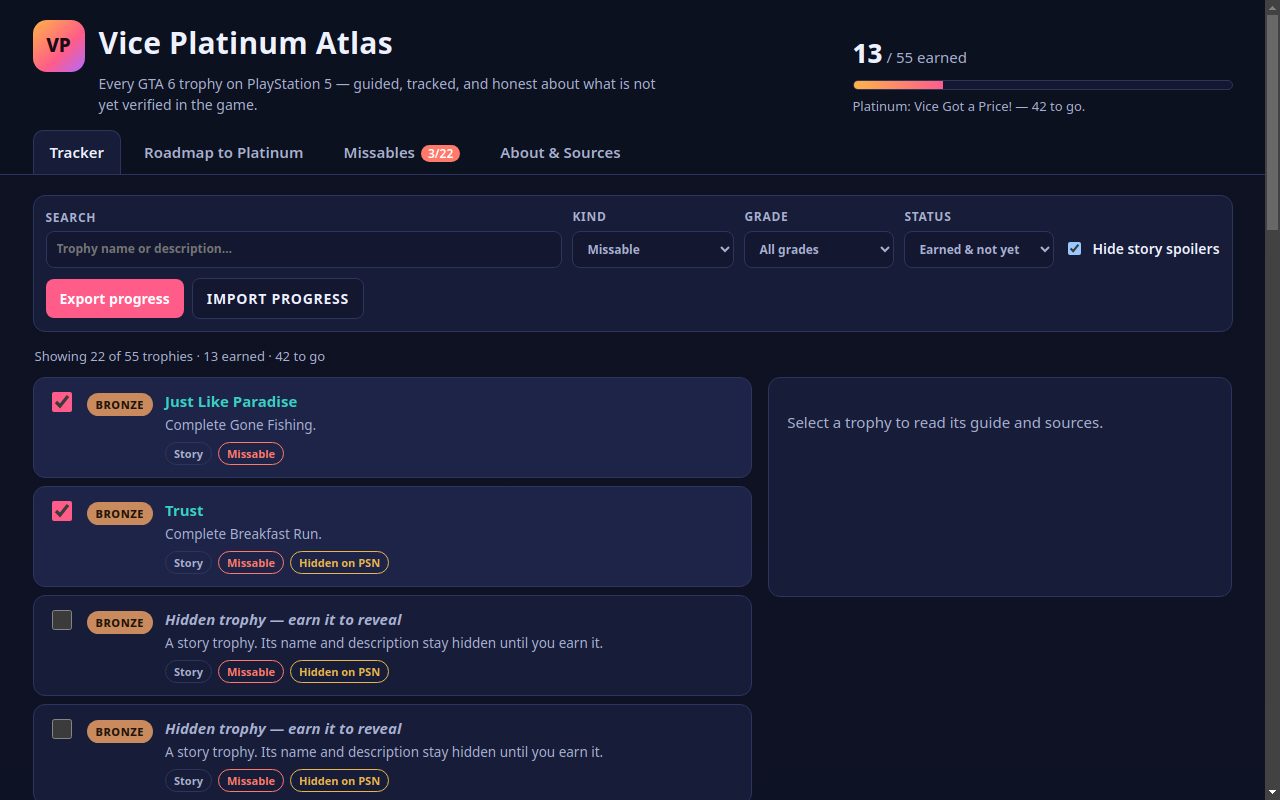 VP
Vice Platinum Atlas
Every GTA 6 trophy on PlayStation 5 — guided, tracked, and honest about what is not
yet verified in the game.
13 / 55 earned
Platinum: Vice Got a Price! — 42 to go.
Tracker
Roadmap to Platinum
Missables 3/22
About & Sources
SEARCH
KIND
GRADE
STATUS
Trophy name or description...
Missable
All grades
Earned & not yet
Hide story spoilers
Export progress
IMPORT PROGRESS
Showing 22 of 55 trophies · 13 earned · 42 to go
BRONZE
Just Like Paradise
Complete Gone Fishing.
Story
Missable
BRONZE
Trust
Complete Breakfast Run.
Story
Missable
Hidden on PSN
BRONZE
Hidden trophy — earn it to reveal
A story trophy. Its name and description stay hidden until you earn it.
Story
Missable
Hidden on PSN
BRONZE
Hidden trophy — earn it to reveal
A story trophy. Its name and description stay hidden until you earn it.
Story
Missable
Hidden on PSN
Select a trophy to read its guide and sources.